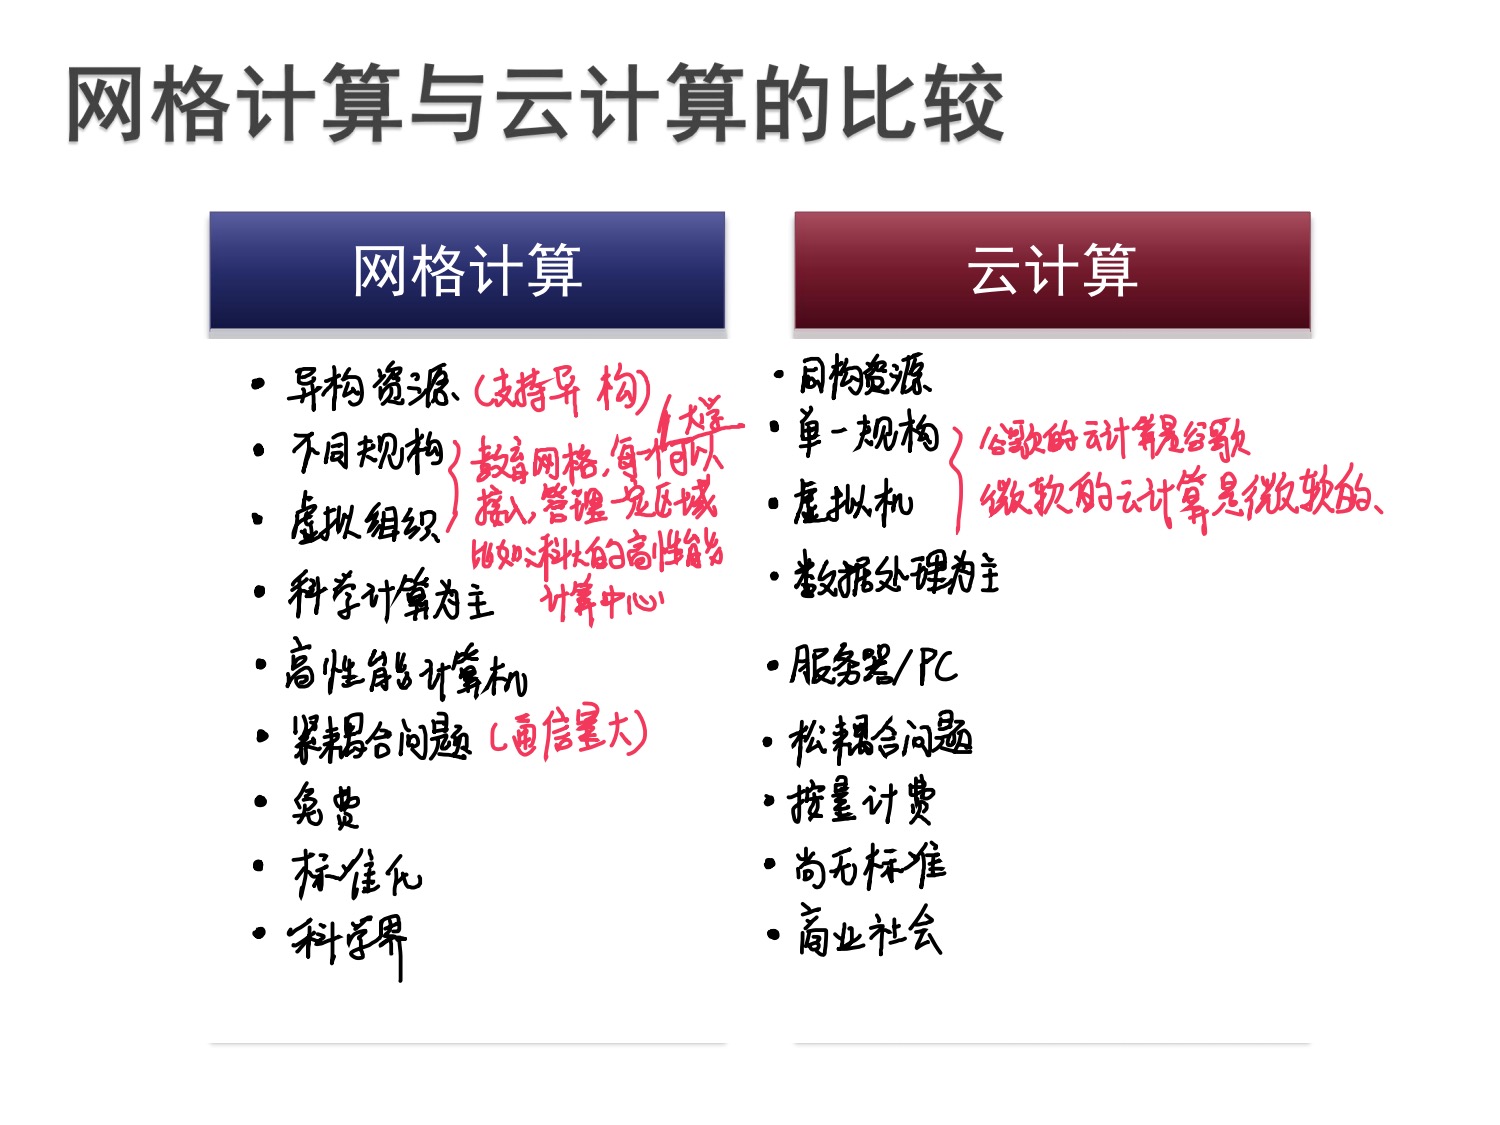 网格计算与云计算的比较
网格计算
异构资源 (支持异构)
不同规构
虚拟组织
大学
教育网格,每一个可以
接入,管理一定区域
比如:科大的高性能
计算中心
科学计算为主
高性能计算机
紧耦合问题 (通信量大)
免费
标准化
科学界
云计算
同构资源
单一规构
虚拟机
谷歌的云计算是谷歌
微软的云计算是微软的、
数据处理为主
服务器/PC
松耦合问题
按量计费
尚无标准
商业社会